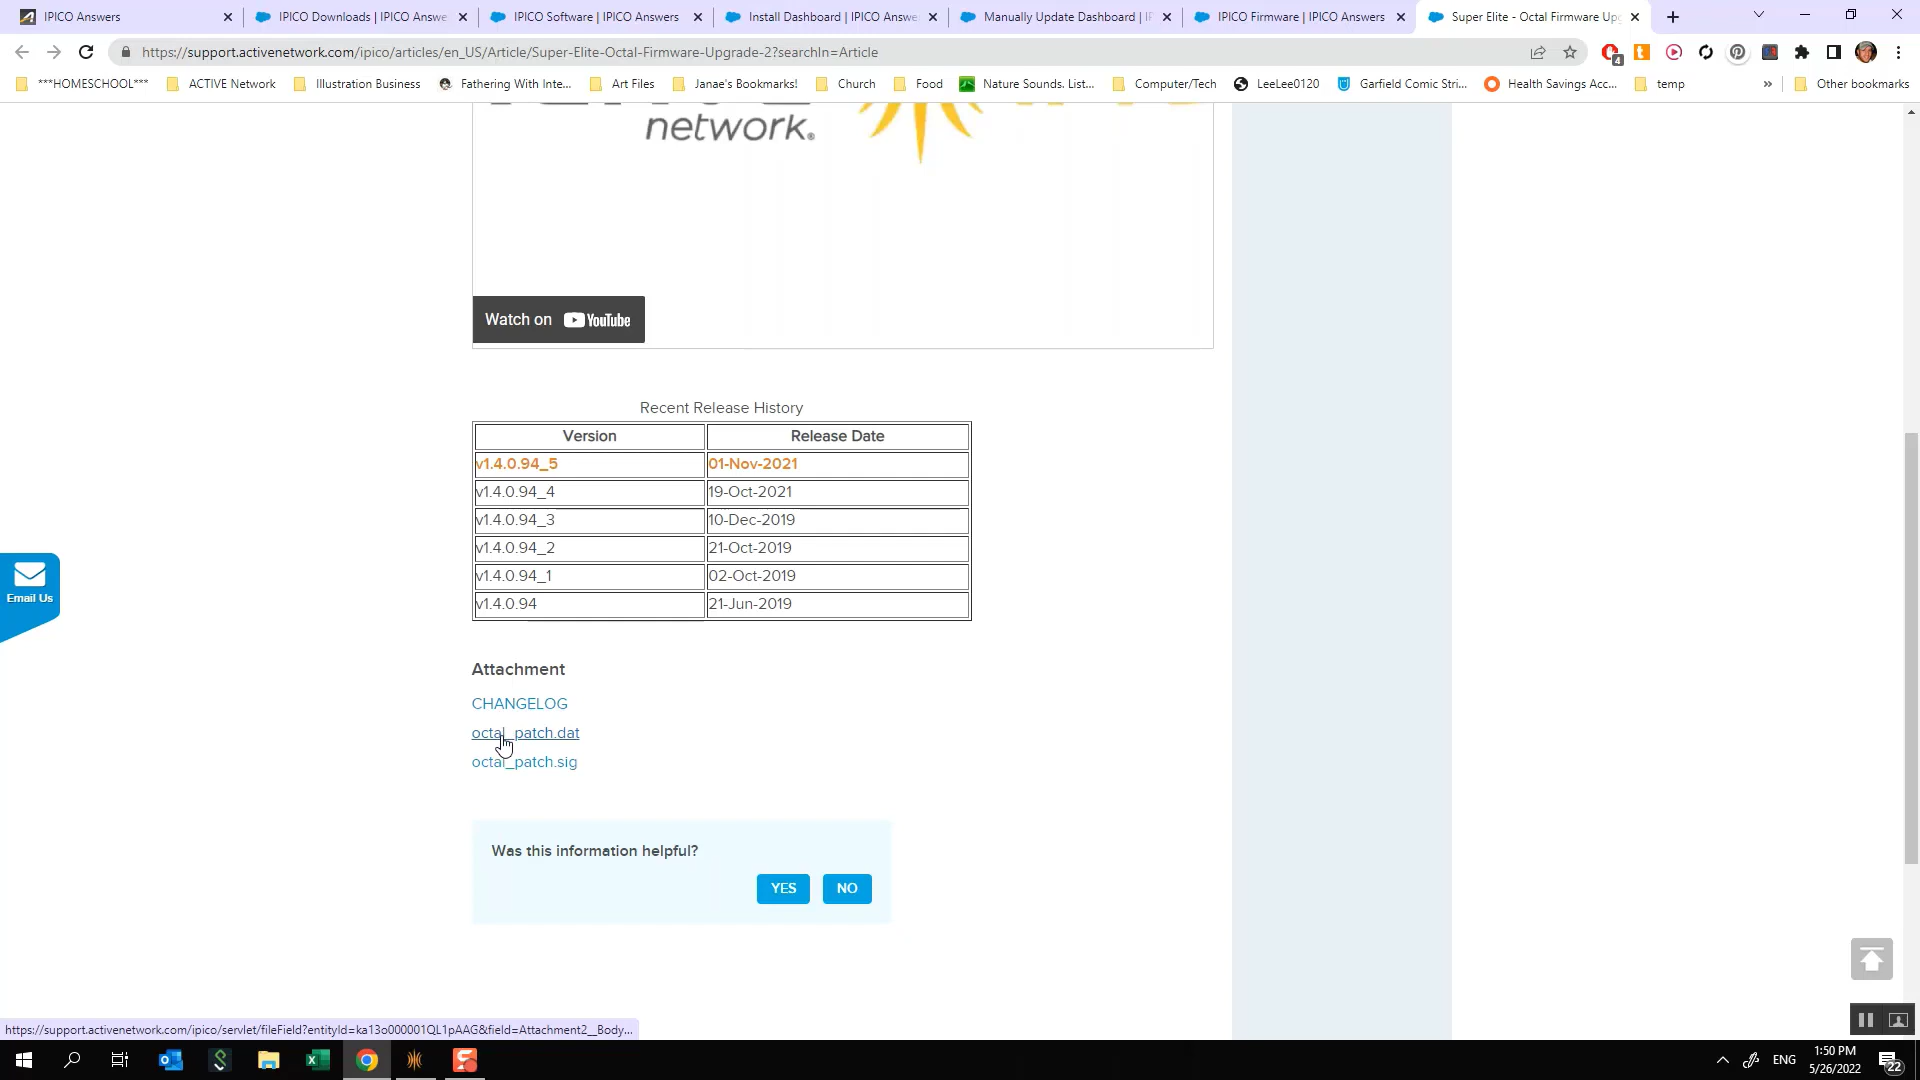 IPICO Answers
IPICO Downloads | IPICO Answe
IPICO Software | IPICO Answers
Install Dashboard | IPICO Answe
Manually Update Dashboard | IP
IPICO Firmware | IPICO Answers
Super Elite - Octal Firmware Upg
https://support.activenetwork.com/ipico/articles/en_US/Article/Super-Elite-Octal-Firmware-Upgrade-2?searchIn=Article
4
***HOMESCHOOL***
ACTIVE Network
Illustration Business
Fathering With Inte...
Art Files
Janae's Bookmarks!
Church
Food
Nature Sounds. List...
Computer/Tech
LeeLee0120
Garfield Comic Stri...
Health Savings Acc...
temp
»
Other bookmarks
network.®
Watch on YouTube
Recent Release History
Version Release Date
v1.4.0.94_5 01-Nov-2021
v1.4.0.94_4 19-Oct-2021
v1.4.0.94_3 10-Dec-2019
v1.4.0.94_2 21-Oct-2019
v1.4.0.94_1 02-Oct-2019
v1.4.0.94 21-Jun-2019
Email Us
Attachment
CHANGELOG
octal_patch.dat
octal_patch.sig
Was this information helpful?
YES NO
https://support.activenetwork.com/ipico/servlet/fileField?entityId=ka13o000001QL1pAAG&field=Attachment2__Body...
ENG
1:50 PM
5/26/2022
22